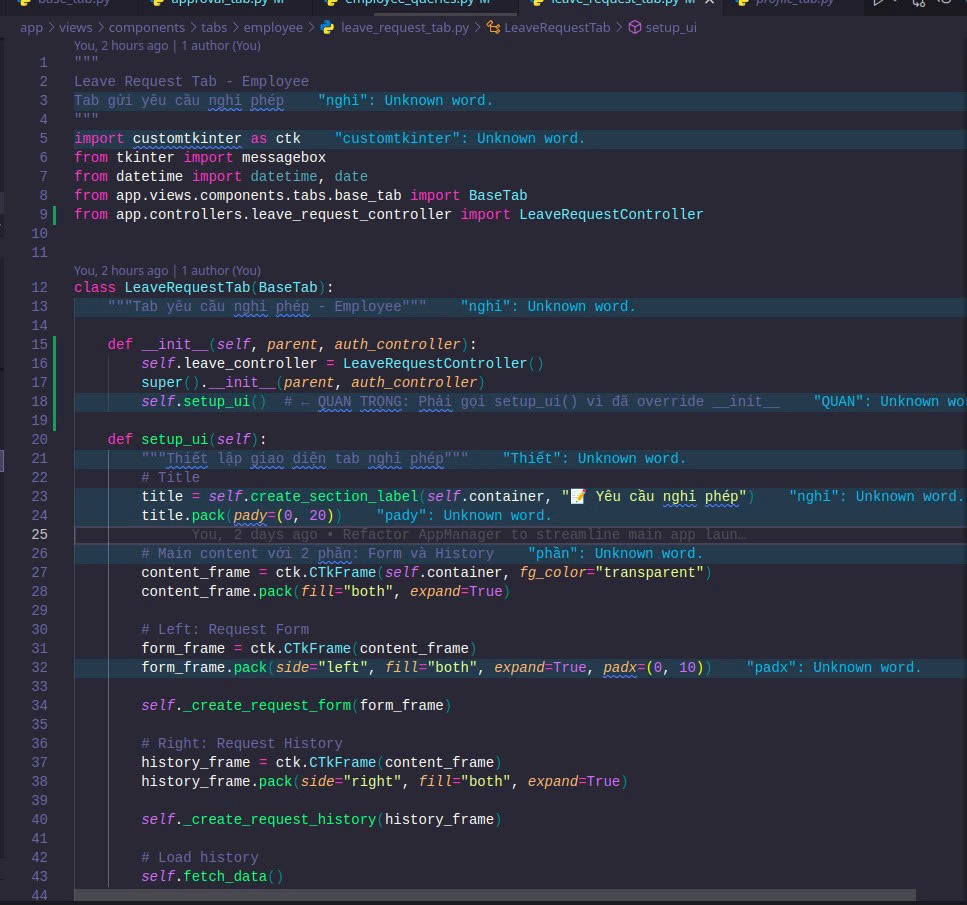 base_tab.py
approval_tab.py M
employee_queries.py M
leave_request_tab.py M
profile_tab.py
app > views > components > tabs > employee > leave_request_tab.py > LeaveRequestTab > setup_ui
You, 2 hours ago | 1 author (You)
1 """
2 Leave Request Tab - Employee
3 Tab gửi yêu cầu nghỉ phép "nghỉ": Unknown word.
4 """
5 import customtkinter as ctk "customtkinter": Unknown word.
6 from tkinter import messagebox
7 from datetime import datetime, date
8 from app.views.components.tabs.base_tab import BaseTab
9 from app.controllers.leave_request_controller import LeaveRequestController
10
11
You, 2 hours ago | 1 author (You)
12 class LeaveRequestTab(BaseTab):
13 """Tab yêu cầu nghỉ phép - Employee""" "nghỉ": Unknown word.
14
15 def __init__(self, parent, auth_controller):
16 self.leave_controller = LeaveRequestController()
17 super().__init__(parent, auth_controller)
18 self.setup_ui() # ← QUAN TRỌNG: Phải gọi setup_ui() vì đã override __init__ "QUAN": Unknown wo
19
20 def setup_ui(self):
21 """Thiết lập giao diện tab nghỉ phép""" "Thiết": Unknown word.
22 # Title
23 title = self.create_section_label(self.container, "📝 Yêu cầu nghỉ phép") "nghỉ": Unknown word.
24 title.pack(pady=(0, 20)) "pady": Unknown word.
25 You, 2 days ago • Refactor AppManager to streamline main app laun…
26 # Main content với 2 phần: Form và History "phần": Unknown word.
27 content_frame = ctk.CTkFrame(self.container, fg_color="transparent")
28 content_frame.pack(fill="both", expand=True)
29
30 # Left: Request Form
31 form_frame = ctk.CTkFrame(content_frame)
32 form_frame.pack(side="left", fill="both", expand=True, padx=(0, 10)) "padx": Unknown word.
33
34 self._create_request_form(form_frame)
35
36 # Right: Request History
37 history_frame = ctk.CTkFrame(content_frame)
38 history_frame.pack(side="right", fill="both", expand=True)
39
40 self._create_request_history(history_frame)
41
42 # Load history
43 self.fetch_data()
44